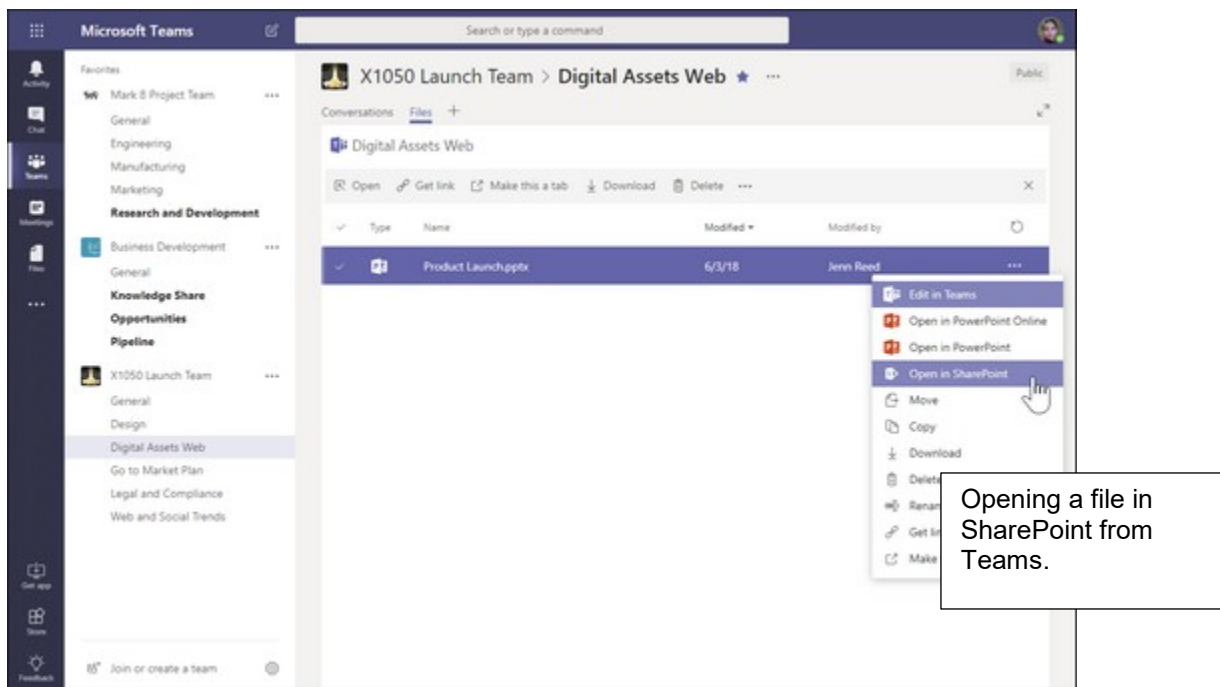 Microsoft Teams
Search or type a command
Activity
Chat
Teams
Meetings
Files
Get app
Store
Feedback
Favorites
Mark 8 Project Team
General
Engineering
Manufacturing
Marketing
Research and Development
Business Development
General
Knowledge Share
Opportunities
Pipeline
X1050 Launch Team
General
Design
Digital Assets Web
Go to Market Plan
Legal and Compliance
Web and Social Trends
Join or create a team
X1050 Launch Team > Digital Assets Web
Public
Conversations Files
Digital Assets Web
Open Get link Make this a tab Download Delete
Type Name Modified Modified by
Product Launch.pptx 6/3/18 Jenn Reed
Edit in Teams
Open in PowerPoint Online
Open in PowerPoint
Open in SharePoint
Move
Copy
Download
Delete
Get
Make
Opening a file in
SharePoint from
Teams.